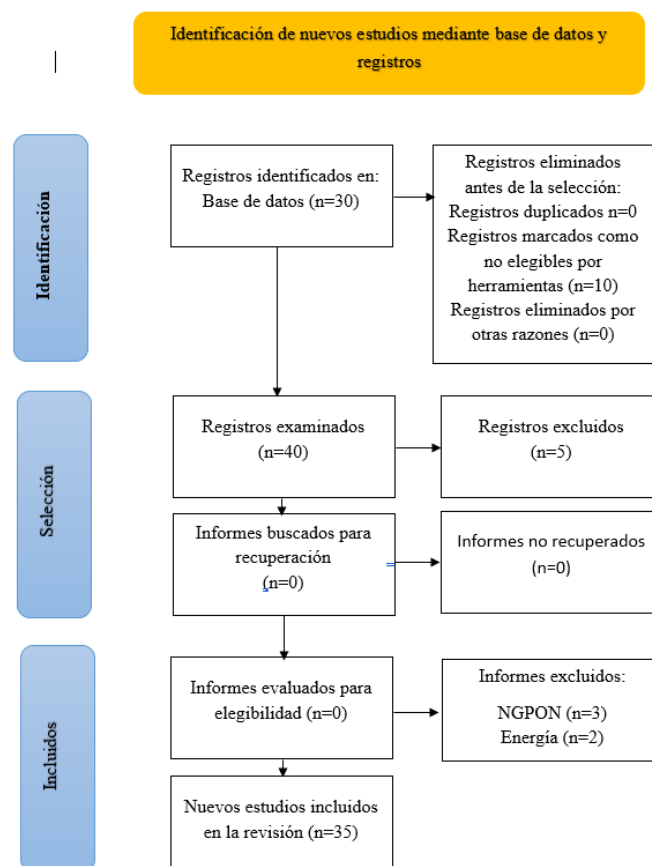 Identificación de nuevos estudios mediante base de datos y
registros
Identificación
Registros identificados en:
Base de datos (n=30)
Registros eliminados
antes de la selección:
Registros duplicados n=0
Registros marcados como
no elegibles por
herramientas (n=10)
Registros eliminados por
otras razones (n=0)
Selección
Registros examinados
(n=40)
Registros excluidos
(n=5)
Informes buscados para
recuperación
(n=0)
Informes no recuperados
(n=0)
Incluidos
Informes evaluados para
elegibilidad (n=0)
Informes excluidos:
NGPON (n=3)
Energía (n=2)
Nuevos estudios incluidos
en la revisión (n=35)